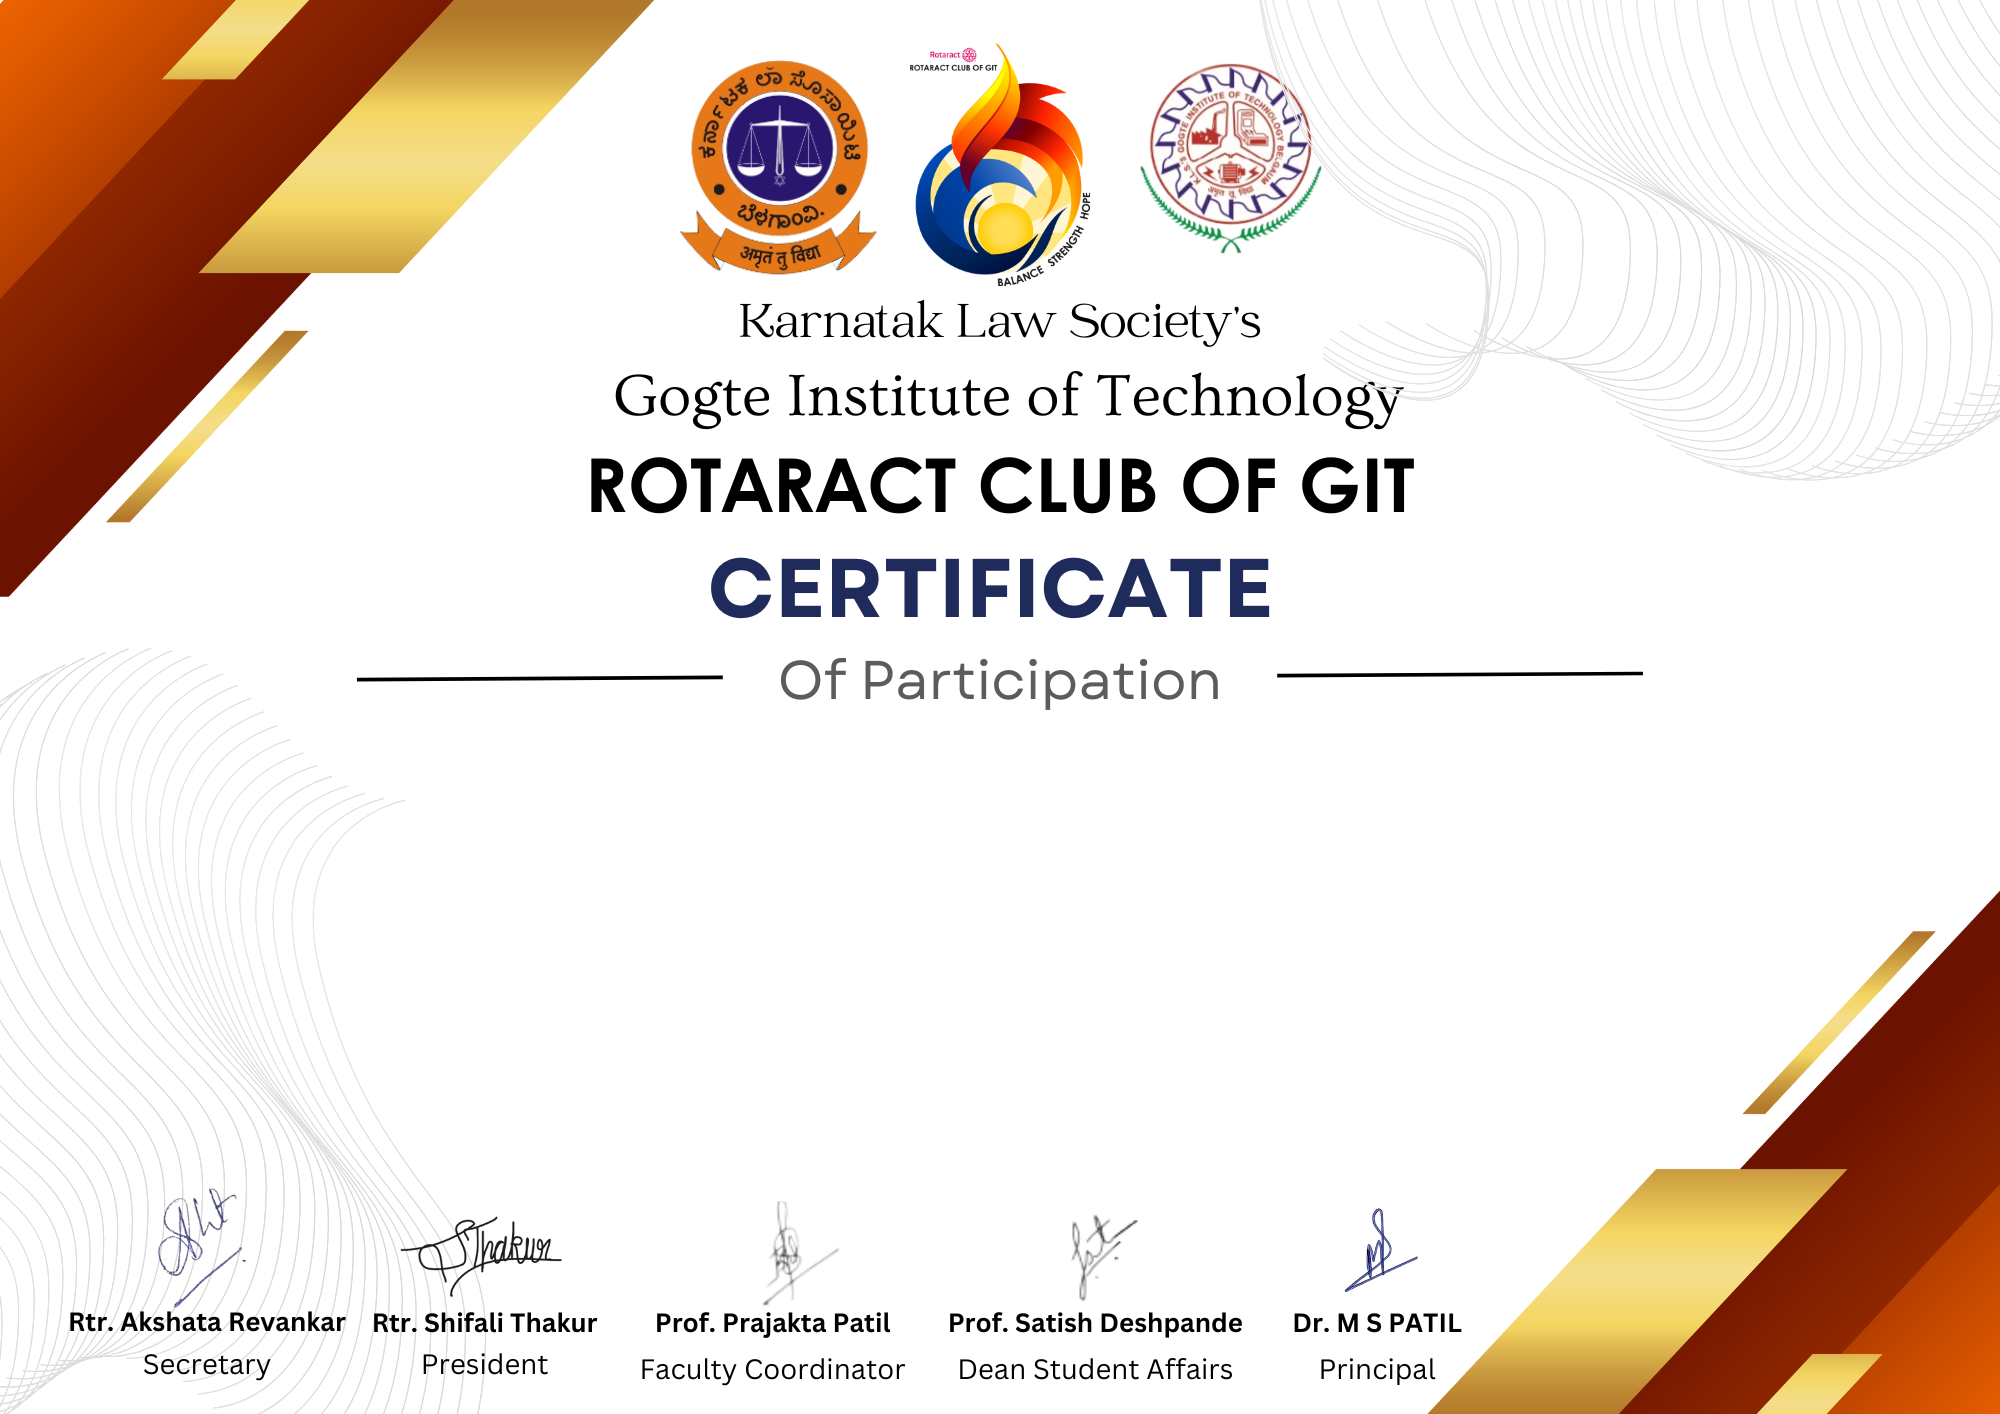 ಕರ್ನಾಟಕ ಲಾ ಸೊಸಾಯಿಟಿ
ಬೆಳಗಾಂವಿ.
अमृतं तु विद्या
Rotaract
ROTARACT CLUB OF GIT
BALANCE STRENGTH HOPE
K.L.S'S GOGTE INSTITUTE OF TECHNOLOGY BELGAUM
अमृतं तु विद्या
Karnatak Law Society's
Gogte Institute of Technology
ROTARACT CLUB OF GIT
CERTIFICATE
Of Participation
SThakur
Rtr. Akshata Revankar
Secretary
Rtr. Shifali Thakur
President
Prof. Prajakta Patil
Faculty Coordinator
Prof. Satish Deshpande
Dean Student Affairs
Dr. M S PATIL
Principal